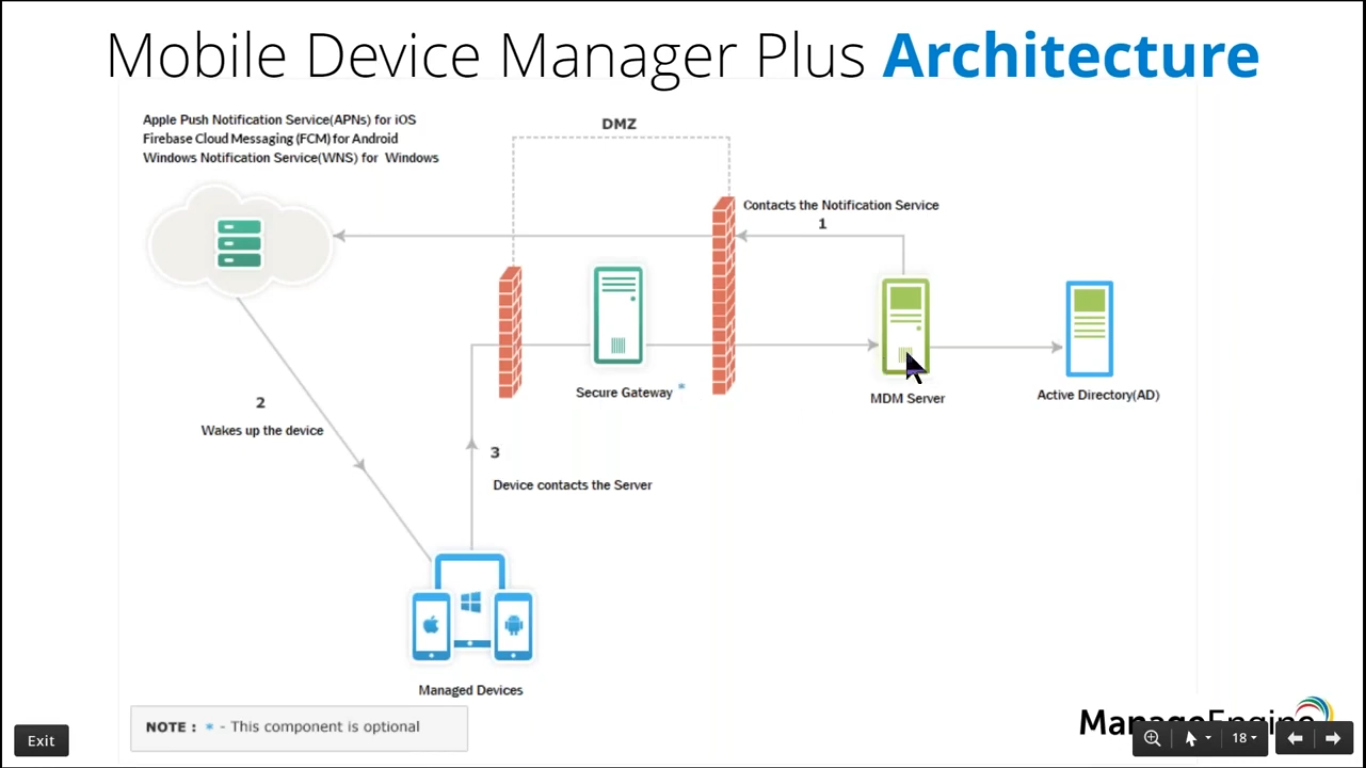 Mobile Device Manager Plus Architecture
Apple Push Notification Service(APNs) for iOS
Firebase Cloud Messaging (FCM) for Android
Windows Notification Service(WNS) for Windows
DMZ
Contacts the Notification Service
1
Secure Gateway *
MDM Server
Active Directory(AD)
2
Wakes up the device
3
Device contacts the Server
Managed Devices
NOTE : * - This component is optional
ManageEngine
Exit
18